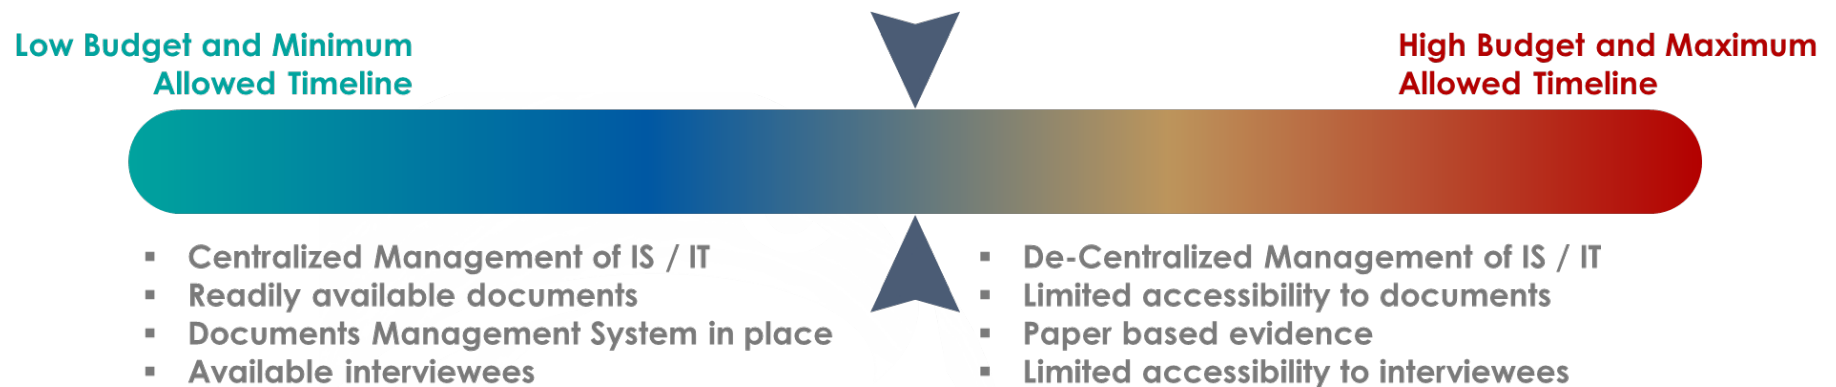 Low Budget and Minimum
Allowed Timeline
High Budget and Maximum
Allowed Timeline
▪ Centralized Management of IS / IT
▪ Readily available documents
▪ Documents Management System in place
▪ Available interviewees
▪ De-Centralized Management of IS / IT
▪ Limited accessibility to documents
▪ Paper based evidence
▪ Limited accessibility to interviewees